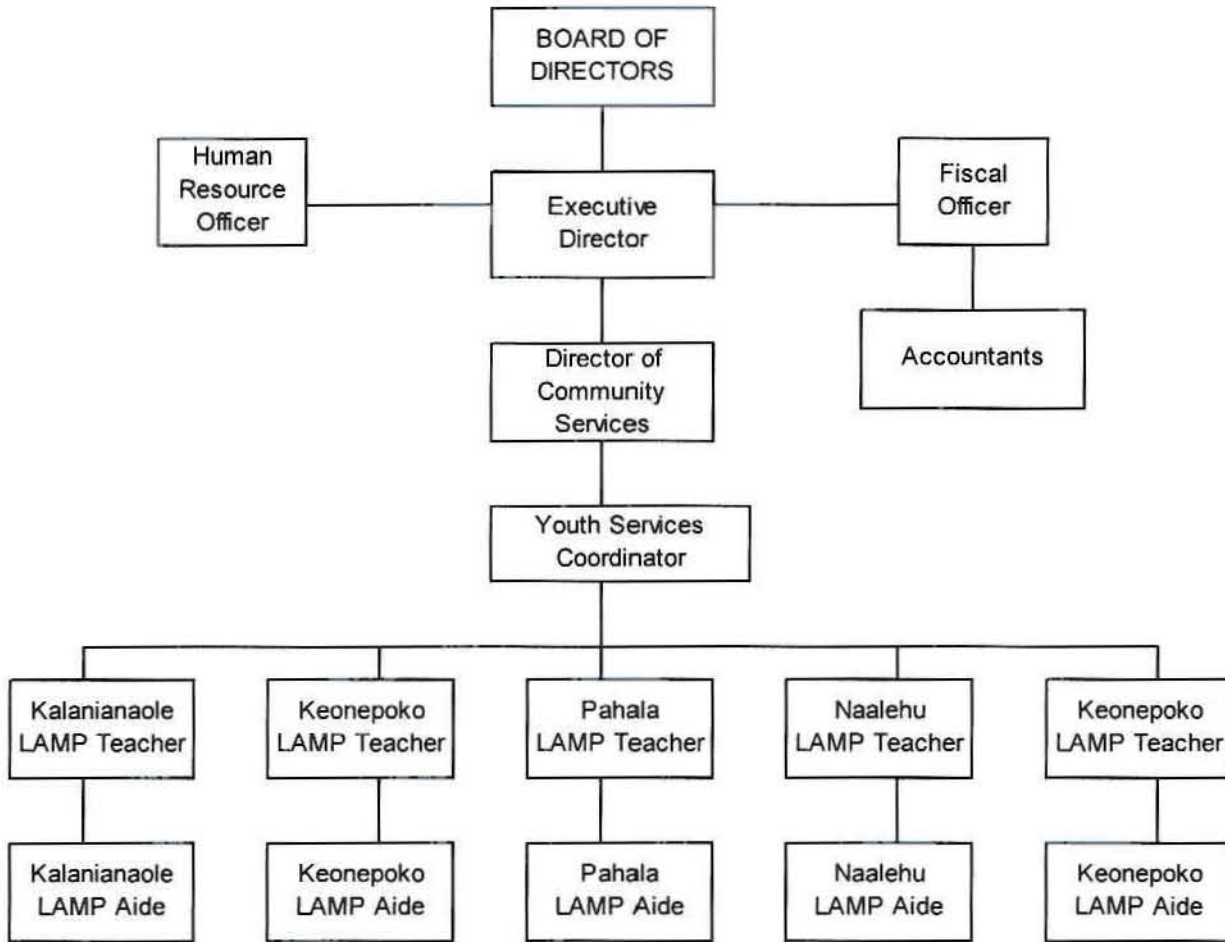 BOARD OF
DIRECTORS
Human
Resource
Officer
Executive
Director
Fiscal
Officer
Accountants
Director of
Community
Services
Youth Services
Coordinator
Kalanianaole
LAMP Teacher
Keonepoko
LAMP Teacher
Pahala
LAMP Teacher
Naalehu
LAMP Teacher
Keonepoko
LAMP Teacher
Kalanianaole
LAMP Aide
Keonepoko
LAMP Aide
Pahala
LAMP Aide
Naalehu
LAMP Aide
Keonepoko
LAMP Aide